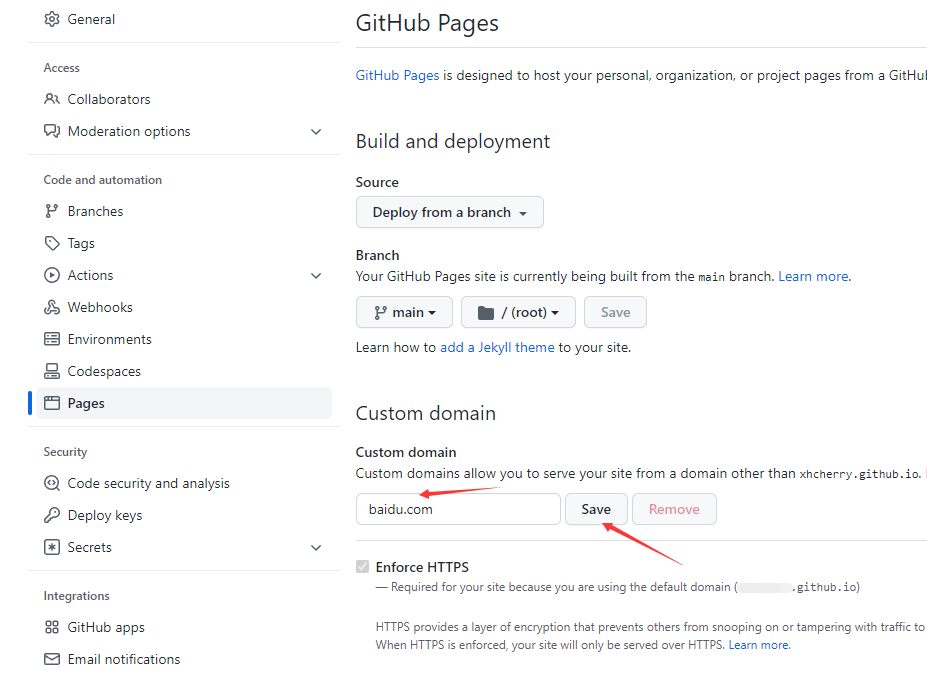 General
Access
Collaborators
Moderation options
Code and automation
Branches
Tags
Actions
Webhooks
Environments
Codespaces
Pages
Security
Code security and analysis
Deploy keys
Secrets
Integrations
GitHub apps
Email notifications
GitHub Pages
GitHub Pages is designed to host your personal, organization, or project pages from a GitHu
Build and deployment
Source
Deploy from a branch
Branch
Your GitHub Pages site is currently being built from the main branch. Learn more.
main / (root) Save
Learn how to add a Jekyll theme to your site.
Custom domain
Custom domain
Custom domains allow you to serve your site from a domain other than xhcherry.github.io.
baidu.com Save Remove
Enforce HTTPS
— Required for your site because you are using the default domain ( .github.io)
HTTPS provides a layer of encryption that prevents others from snooping on or tampering with traffic to
When HTTPS is enforced, your site will only be served over HTTPS. Learn more.